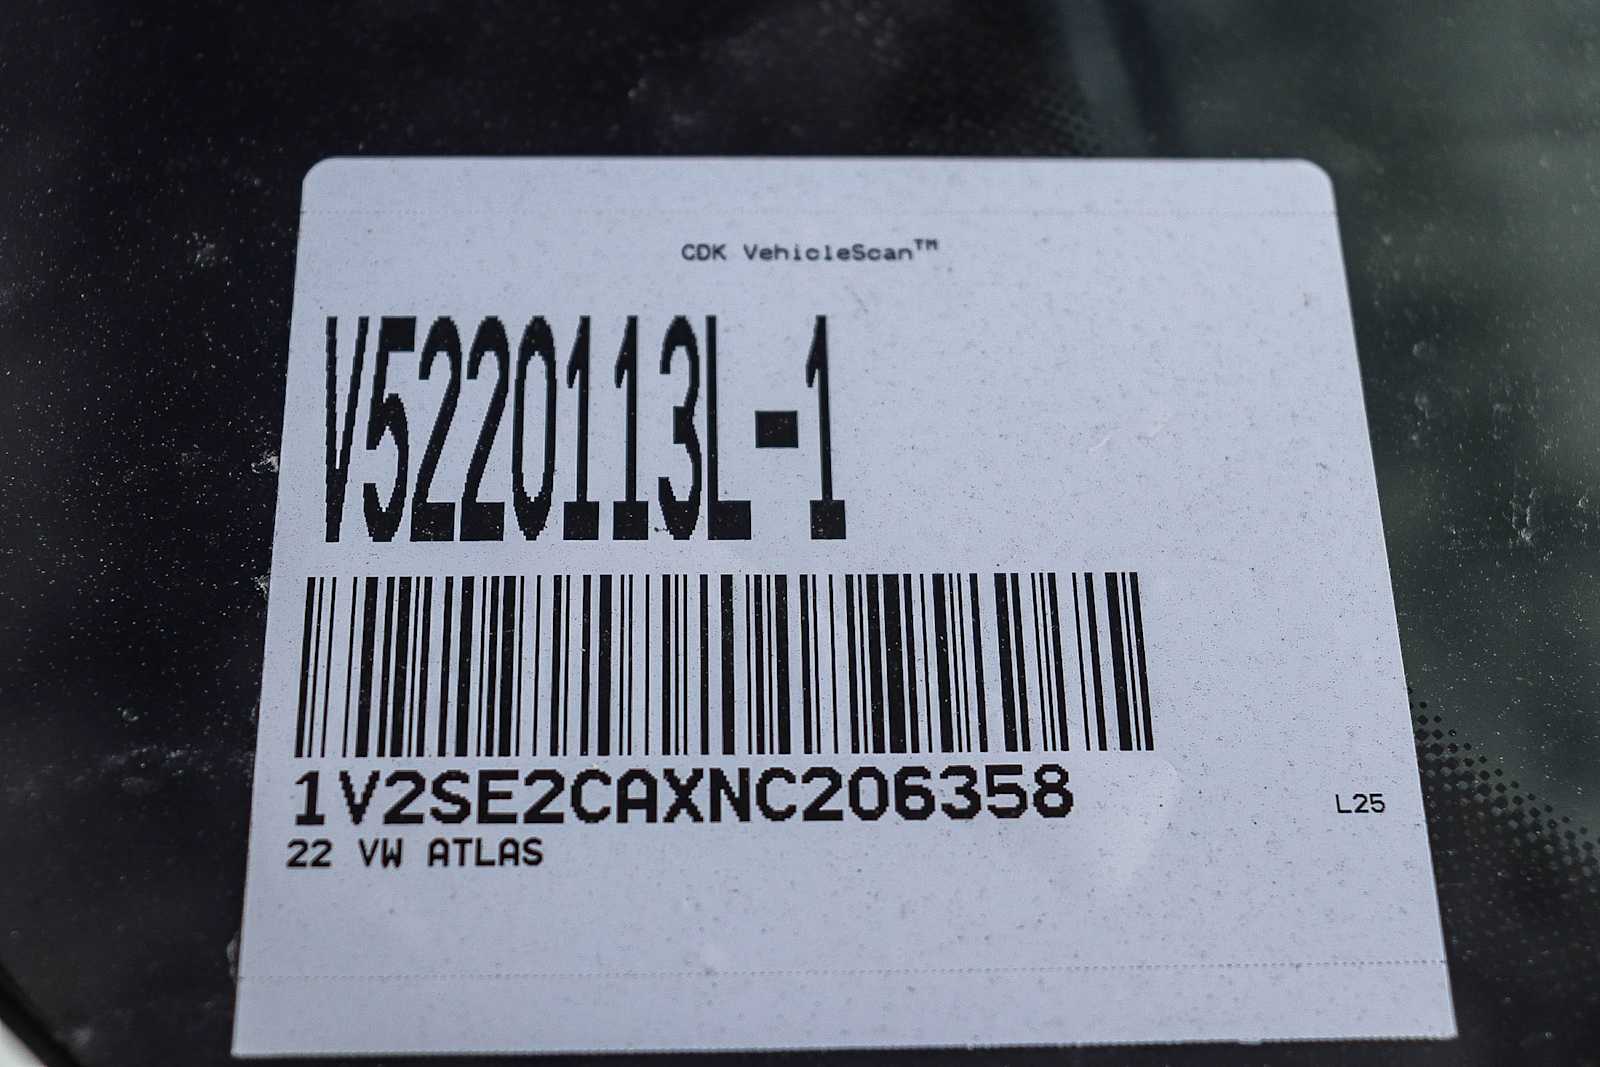 CDK VehicleScan™
V5220113L-1
1V2SE2CAXNC206358
L25
22 VW ATLAS